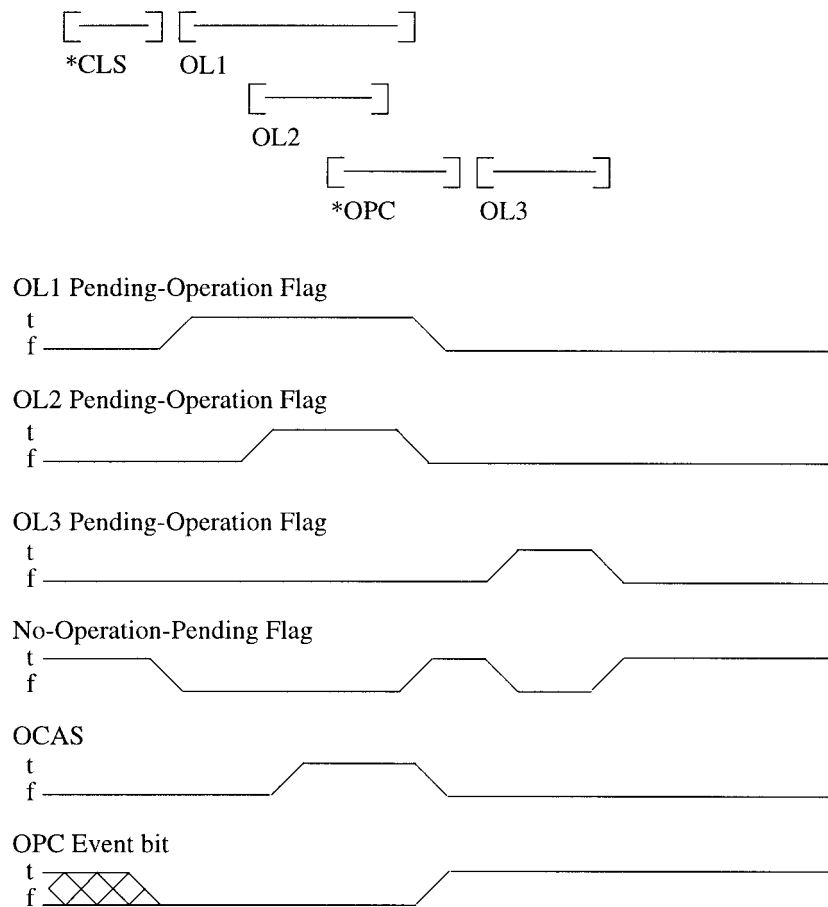 *CLS OL1
OL2
*OPC OL3
OL1 Pending-Operation Flag
t
f
OL2 Pending-Operation Flag
t
f
OL3 Pending-Operation Flag
t
f
No-Operation-Pending Flag
t
f
OCAS
t
f
OPC Event bit
t
f